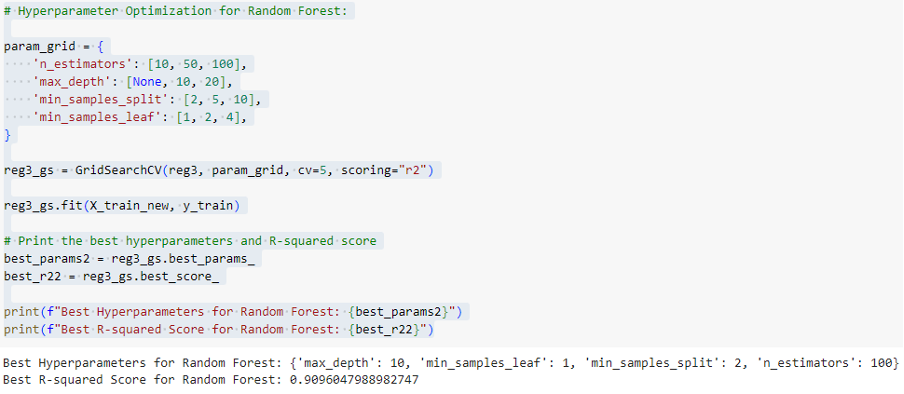 # Hyperparameter Optimization for Random Forest:
param_grid = {
    'n_estimators': [10, 50, 100],
    'max_depth': [None, 10, 20],
    'min_samples_split': [2, 5, 10],
    'min_samples_leaf': [1, 2, 4],
}
reg3_gs = GridSearchCV(reg3, param_grid, cv=5, scoring="r2")
reg3_gs.fit(X_train_new, y_train)
# Print the best hyperparameters and R-squared score
best_params2 = reg3_gs.best_params_
best_r22 = reg3_gs.best_score_
print(f"Best Hyperparameters for Random Forest: {best_params2}")
print(f"Best R-squared Score for Random Forest: {best_r22}")
Best Hyperparameters for Random Forest: {'max_depth': 10, 'min_samples_leaf': 1, 'min_samples_split': 2, 'n_estimators': 100}
Best R-squared Score for Random Forest: 0.9096047988982747